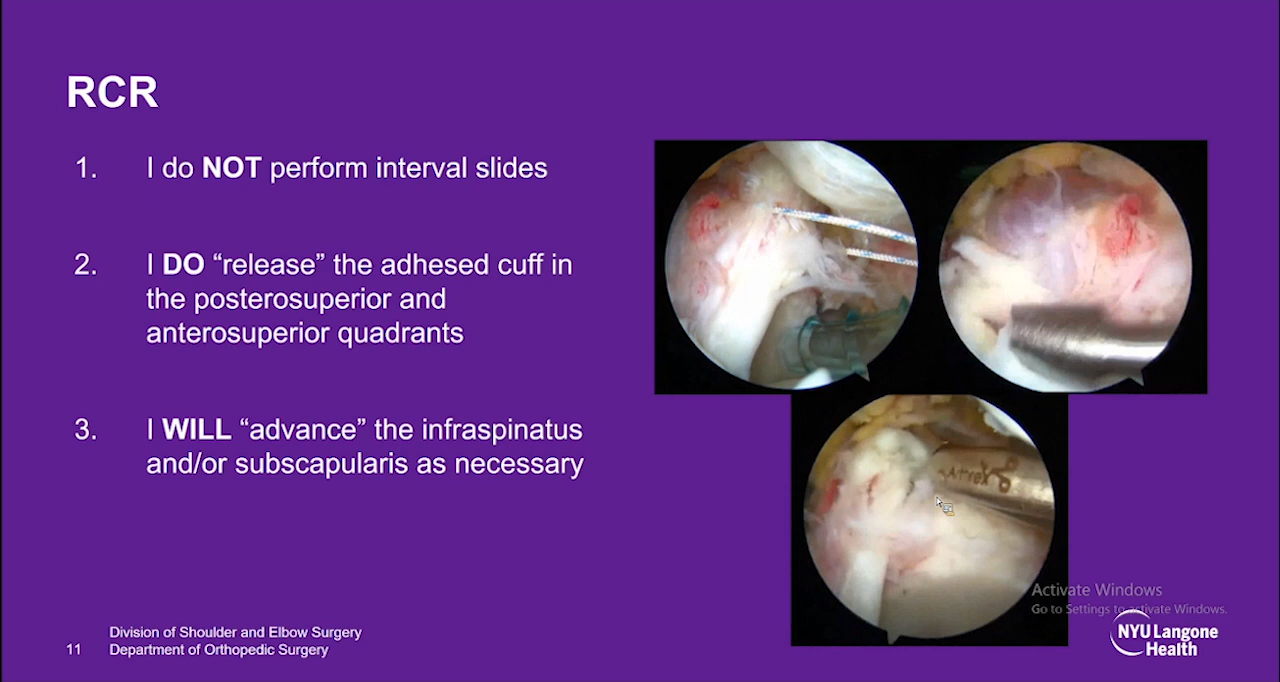 RCR
1. I do NOT perform interval slides
2. I DO “release” the adhesed cuff in
the posterosuperior and
anterosuperior quadrants
3. I WILL “advance” the infraspinatus
and/or subscapularis as necessary
Activate Windows
Go to Settings to activate Windows.
Division of Shoulder and Elbow Surgery
11 Department of Orthopedic Surgery
NYU Langone
Health